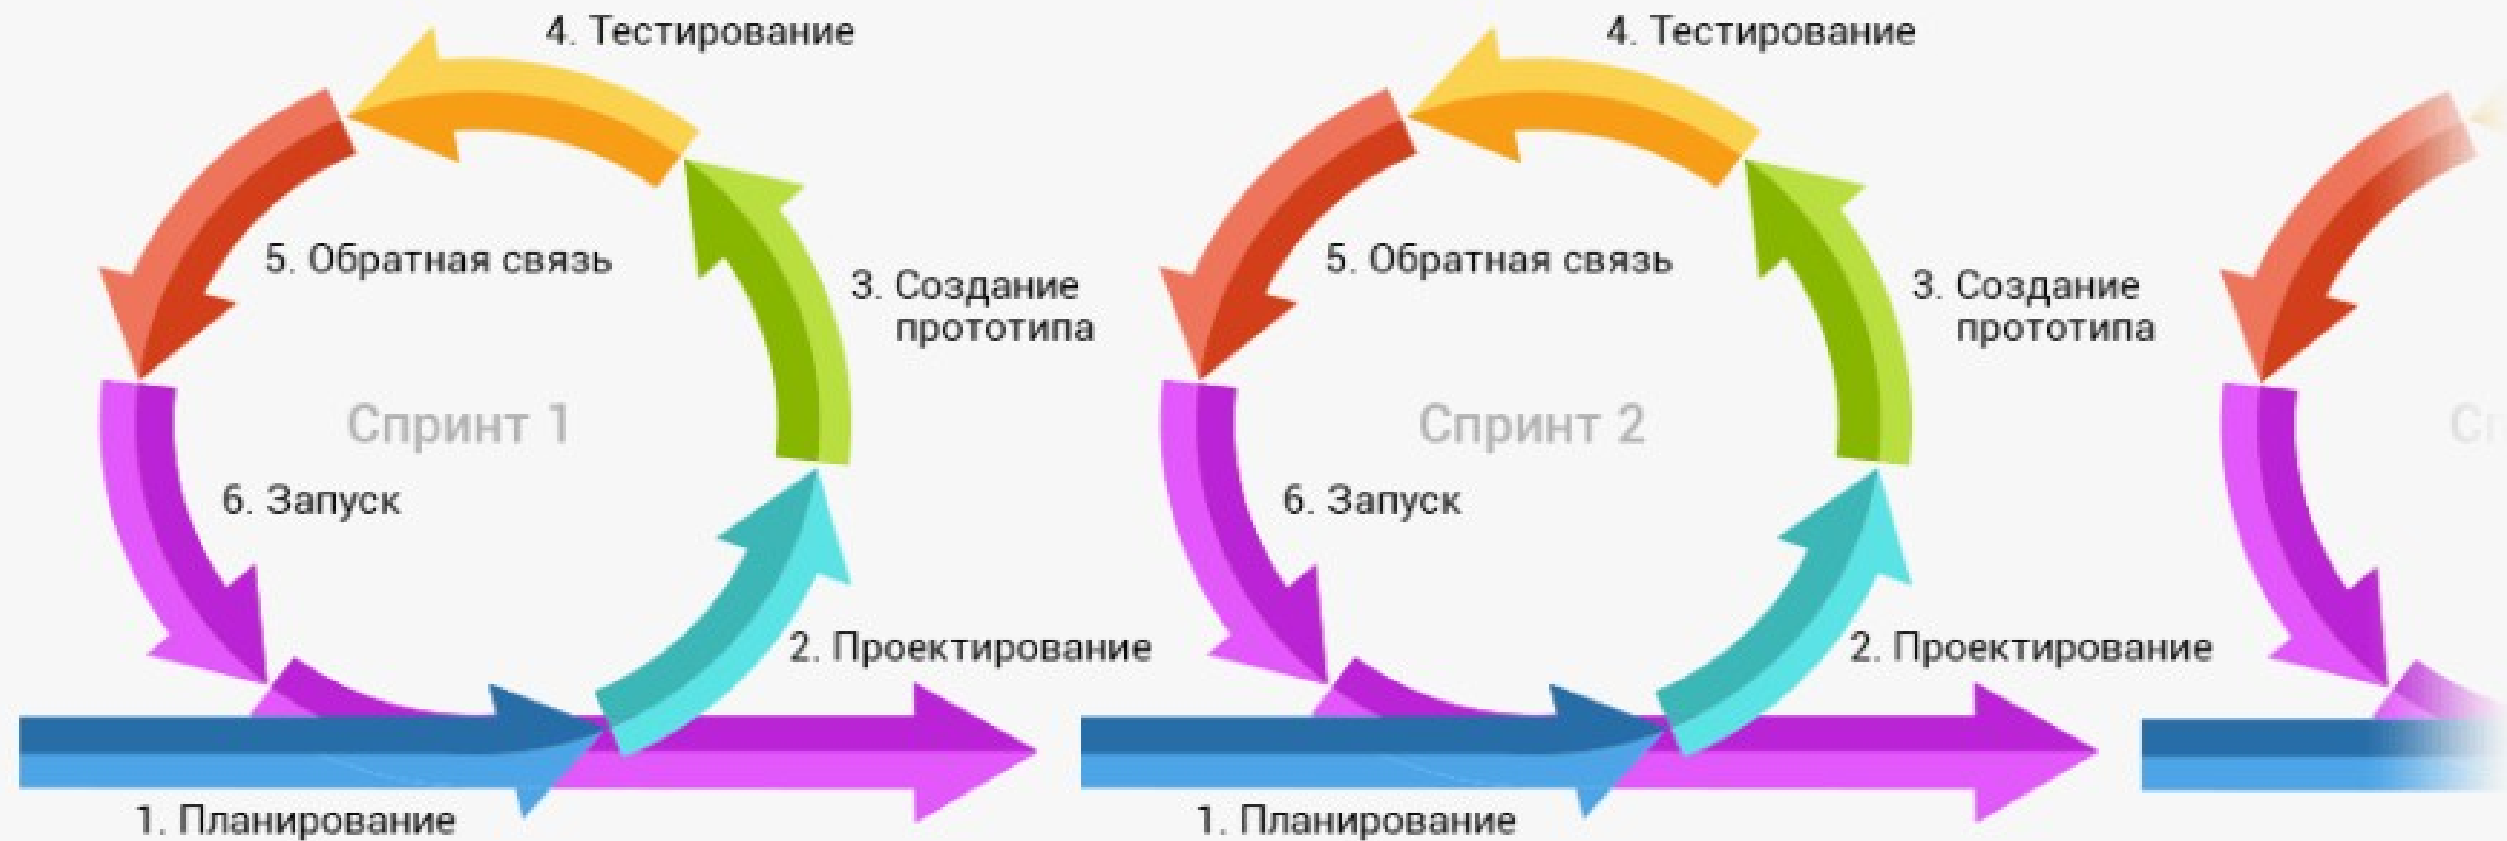 4. Тестирование
5. Обратная связь
3. Создание
прототипа
Спринт 1
6. Запуск
2. Проектирование
1. Планирование
4. Тестирование
5. Обратная связь
3. Создание
прототипа
Спринт 2
6. Запуск
2. Проектирование
1. Планирование